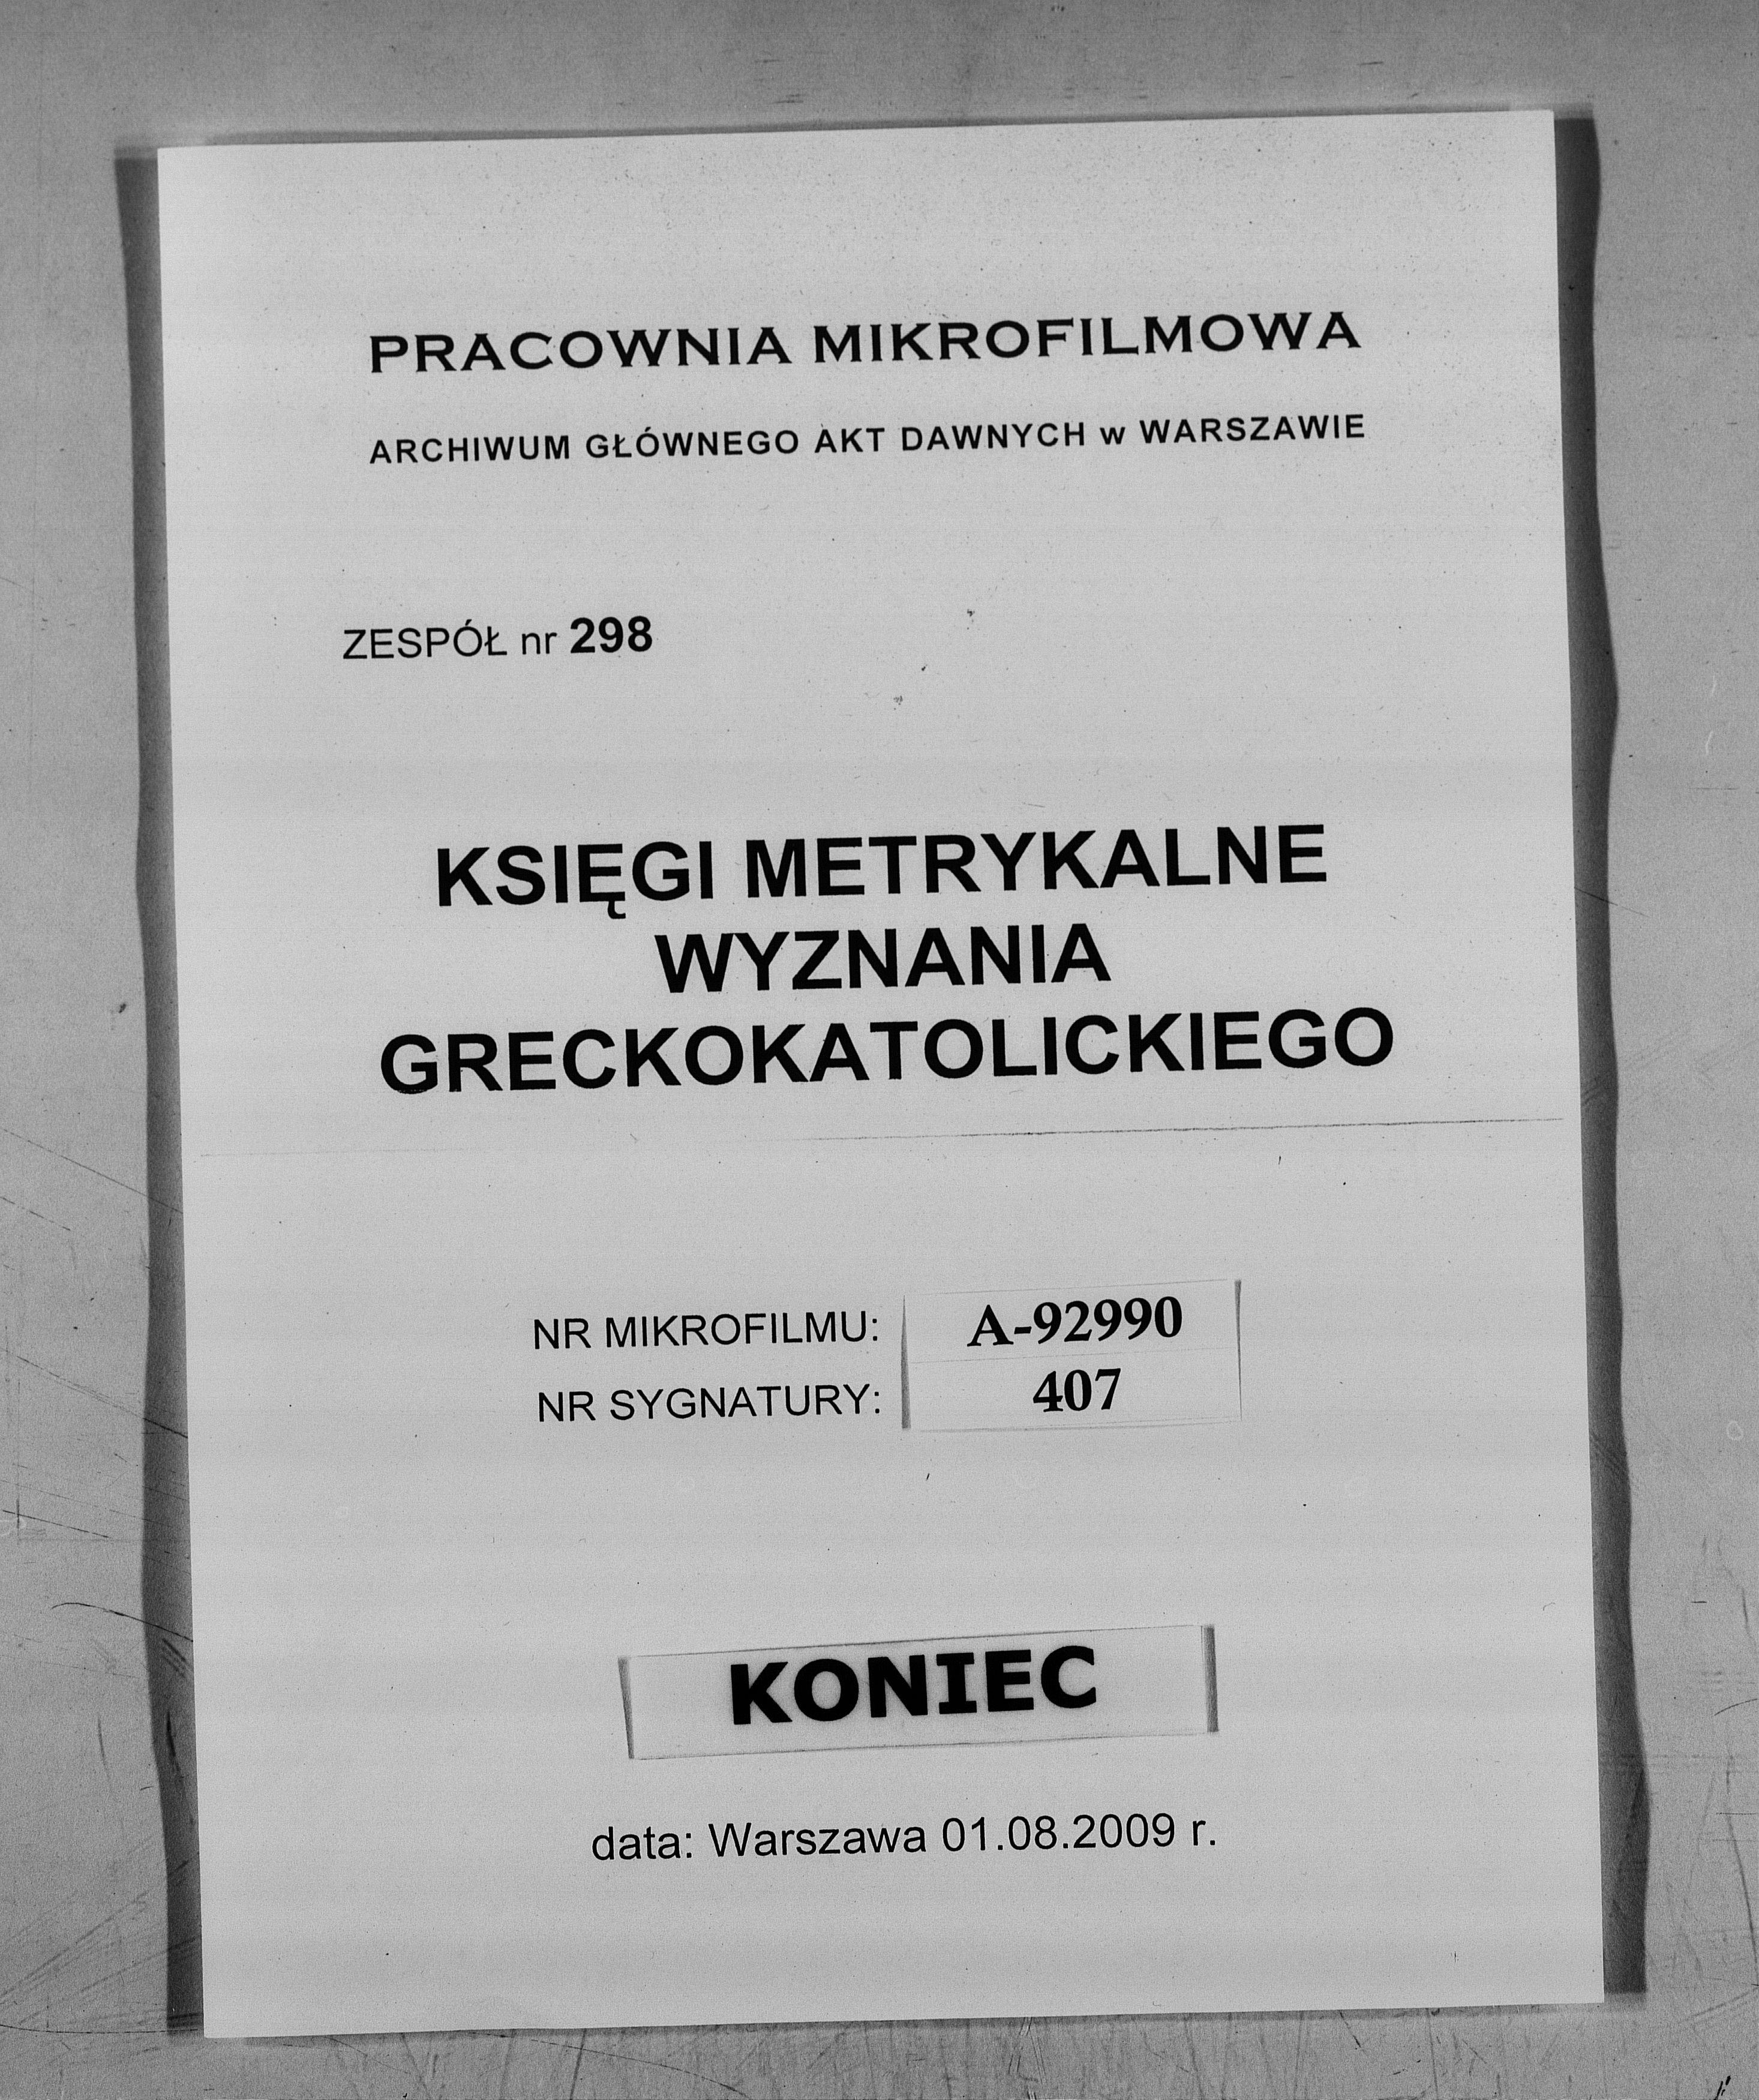 PRACOWNIA MIKROFILMOWA
ARCHIWUM GŁÓWNEGO AKT DAWNYCH w WARSZAWIE
ZESPÓŁ nr 298
KSIĘGI METRYKALNE
WYZNANIA
GRECKOKATOLICKIEGO
NR MIKROFILMU: A-92990
NR SYGNATURY: 407
KONIEC
data: Warszawa 01.08.2009 r.